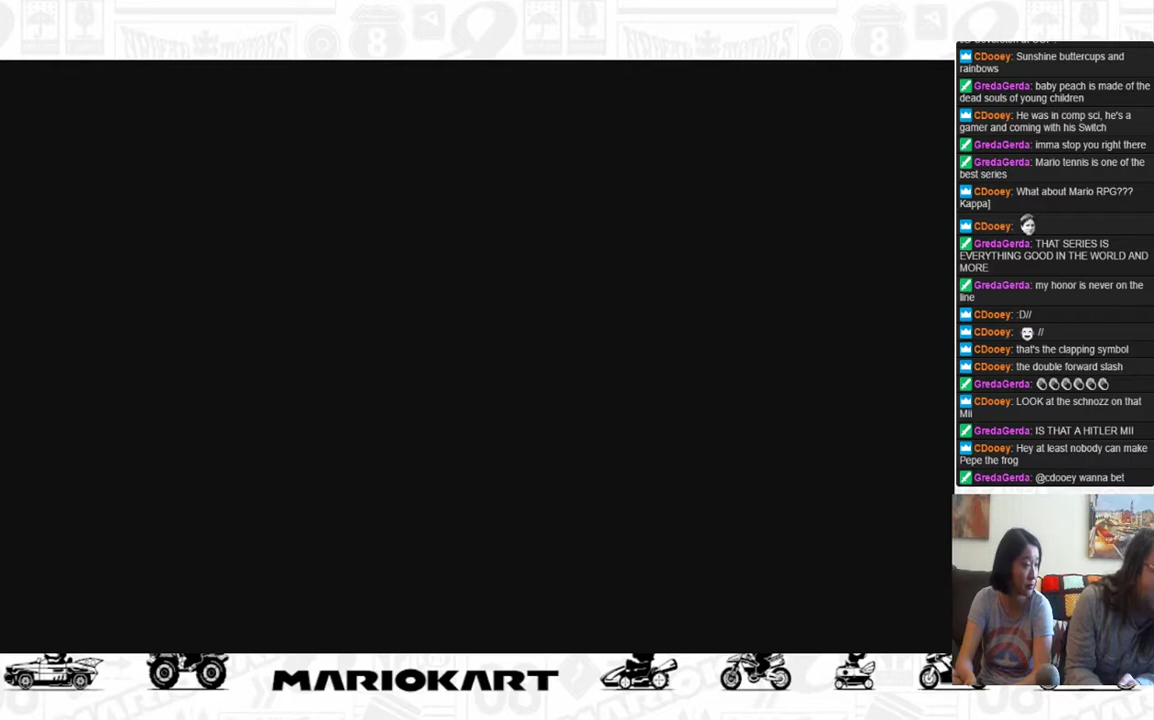 CDooey: Sunshine buttercups and
rainbows
GredaGerda: baby peach is made of the
dead souls of young children
CDooey: He was in comp sci, he's a
gamer and coming with his Switch
GredaGerda: imma stop you right there
GredaGerda: Mario tennis is one of the
best series
CDooey: What about Mario RPG???
Kappa]
CDooey:
GredaGerda: THAT SERIES IS
EVERYTHING GOOD IN THE WORLD AND
MORE
GredaGerda: my honor is never on the
line
CDooey: :D//
CDooey: //
CDooey: that's the clapping symbol
CDooey: the double forward slash
GredaGerda:
CDooey: LOOK at the schnozz on that
Mii
GredaGerda: IS THAT A HITLER MII
CDooey: Hey at least nobody can make
Pepe the frog
GredaGerda: @cdooey wanna bet
MARIOKART